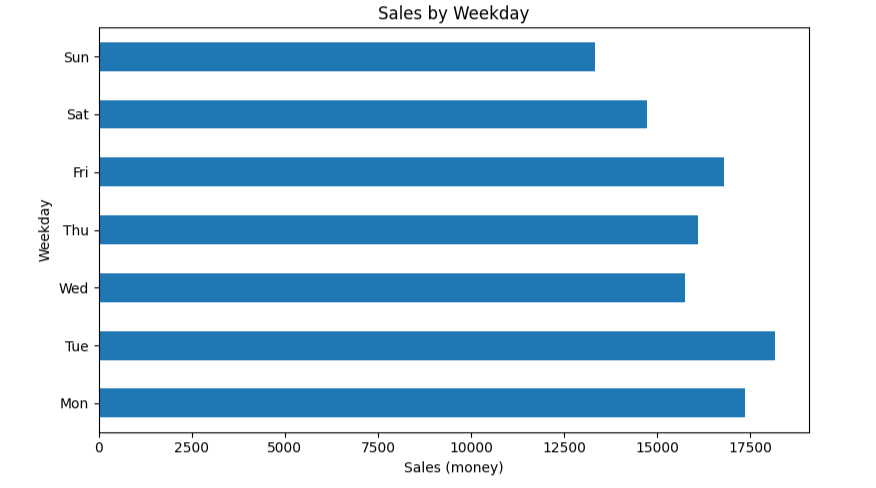 Sales by Weekday
Sun
Sat
Fri
Thu
Wed
Tue
Mon
Weekday
0 2500 5000 7500 10000 12500 15000 17500
Sales (money)